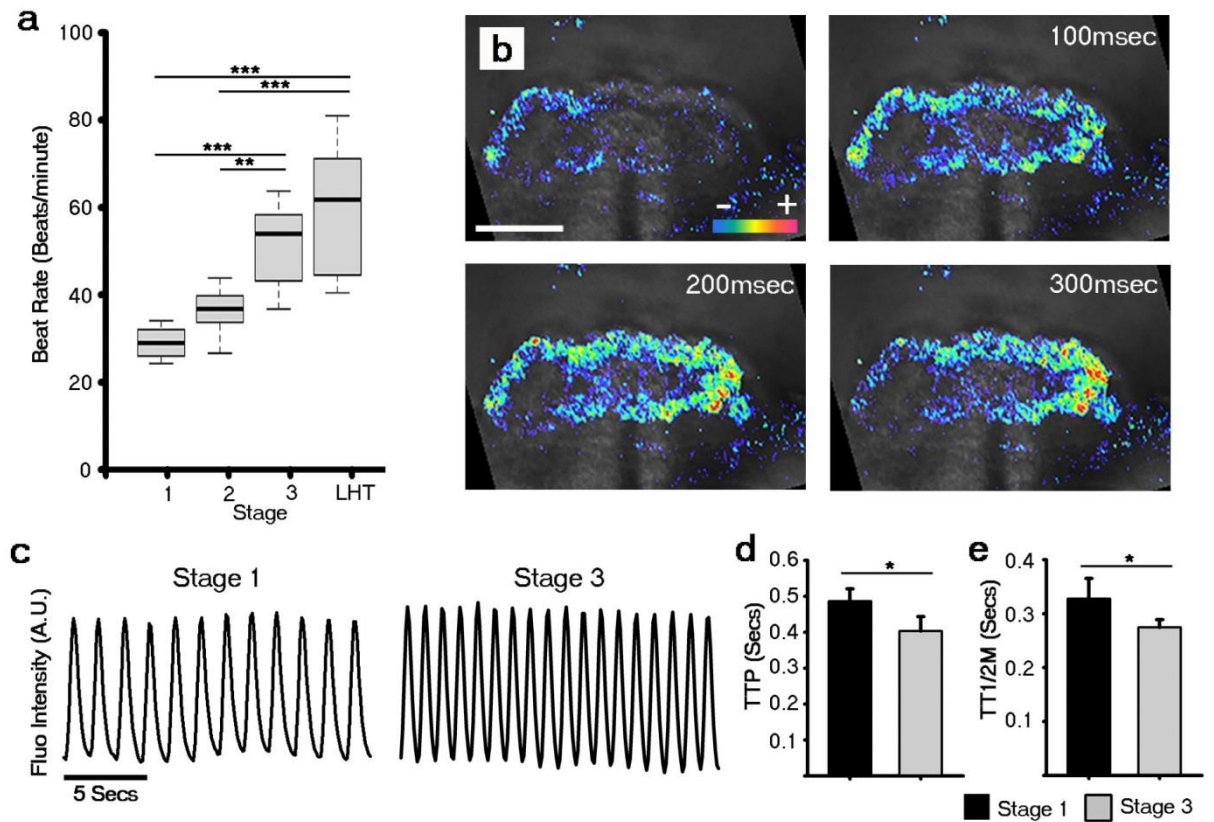 a
100
80
60
40
20
0
Beat Rate (Beats/minute)
***
***
***
**
1 2 3 LHT
Stage
b
- +
100msec
200msec
300msec
c
Stage 1
Stage 3
Fluo Intensity (A.U.)
5 Secs
d
0.6
0.5
0.4
0.3
0.2
0.1
TTP (Secs)
*
e
0.4
0.3
0.2
0.1
TT1/2M (Secs)
*
Stage 1 Stage 3